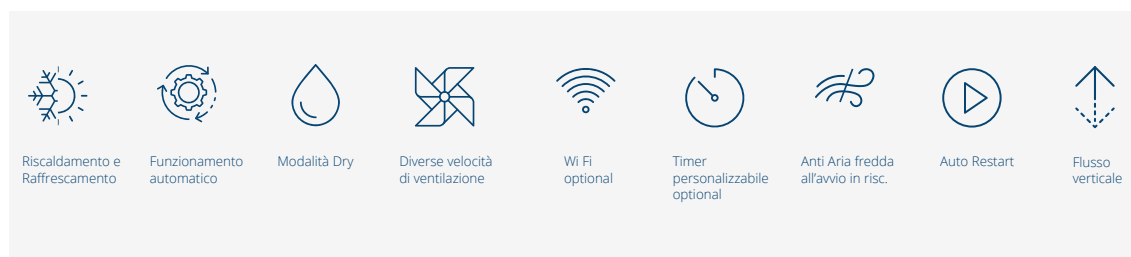 Riscaldamento e
Raffrescamento
Funzionamento
automatico
Modalità Dry
Diverse velocità
di ventilazione
Wi Fi
optional
Timer
personalizzabile
optional
Anti Aria fredda
all'avvio in risc.
Auto Restart
Flusso
verticale